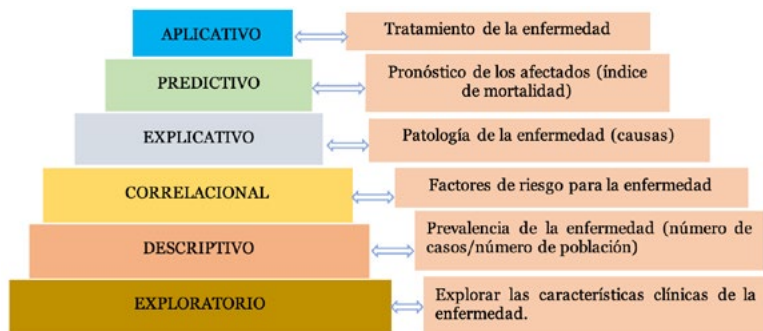 APLICATIVO
Tratamiento de la enfermedad
PREDICTIVO
Pronóstico de los afectados (índice
de mortalidad)
EXPLICATIVO
Patología de la enfermedad (causas)
CORRELACIONAL
Factores de riesgo para la enfermedad
DESCRIPTIVO
Prevalencia de la enfermedad (número de
casos/número de población)
EXPLORATORIO
Explorar las características clínicas de la
enfermedad.